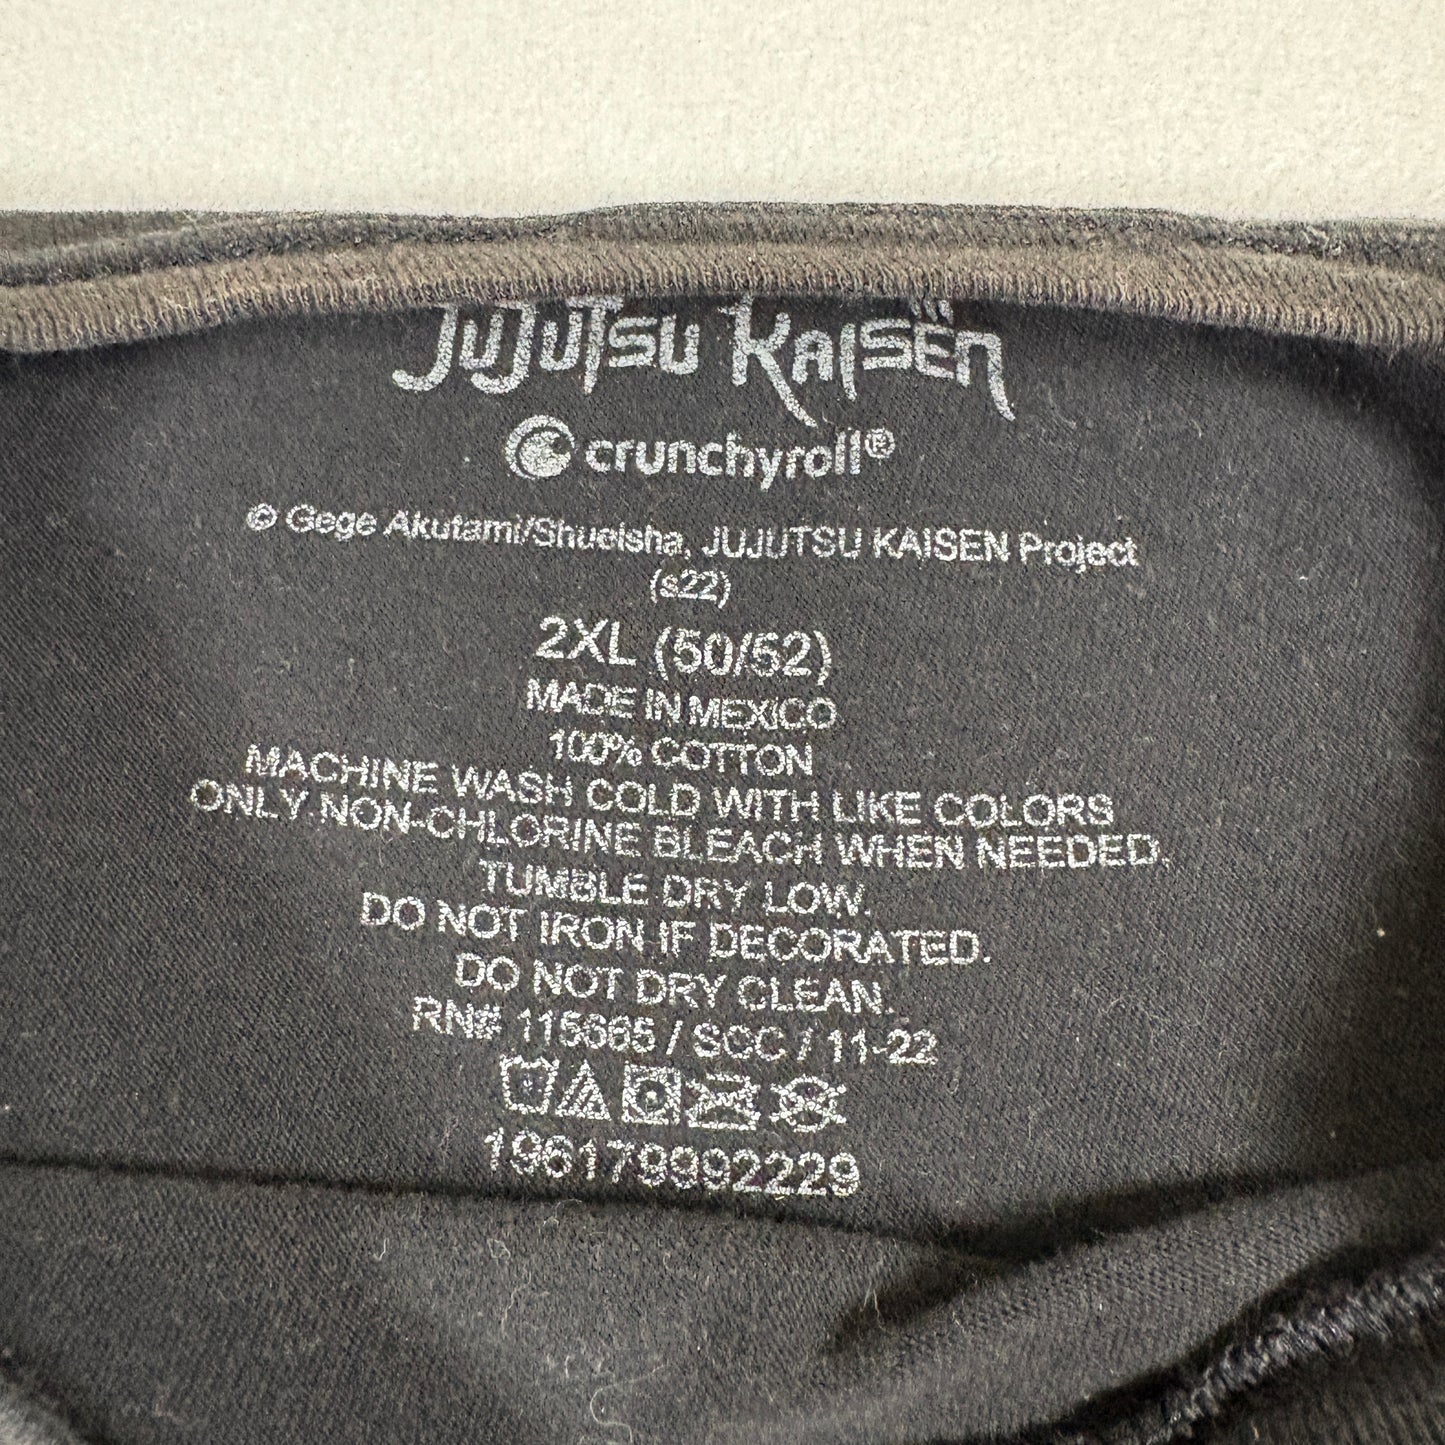 JUJUTSU KAISEN
crunchyroll®
© Gege Akutami/Shueisha, JUJUTSU KAISEN Project
(s22)
2XL (50/52)
MADE IN MEXICO
100% COTTON
MACHINE WASH COLD WITH LIKE COLORS
ONLY NON-CHLORINE BLEACH WHEN NEEDED.
TUMBLE DRY LOW.
DO NOT IRON IF DECORATED.
DO NOT DRY CLEAN.
RN# 115665 / SCC / 11-22
196179992229